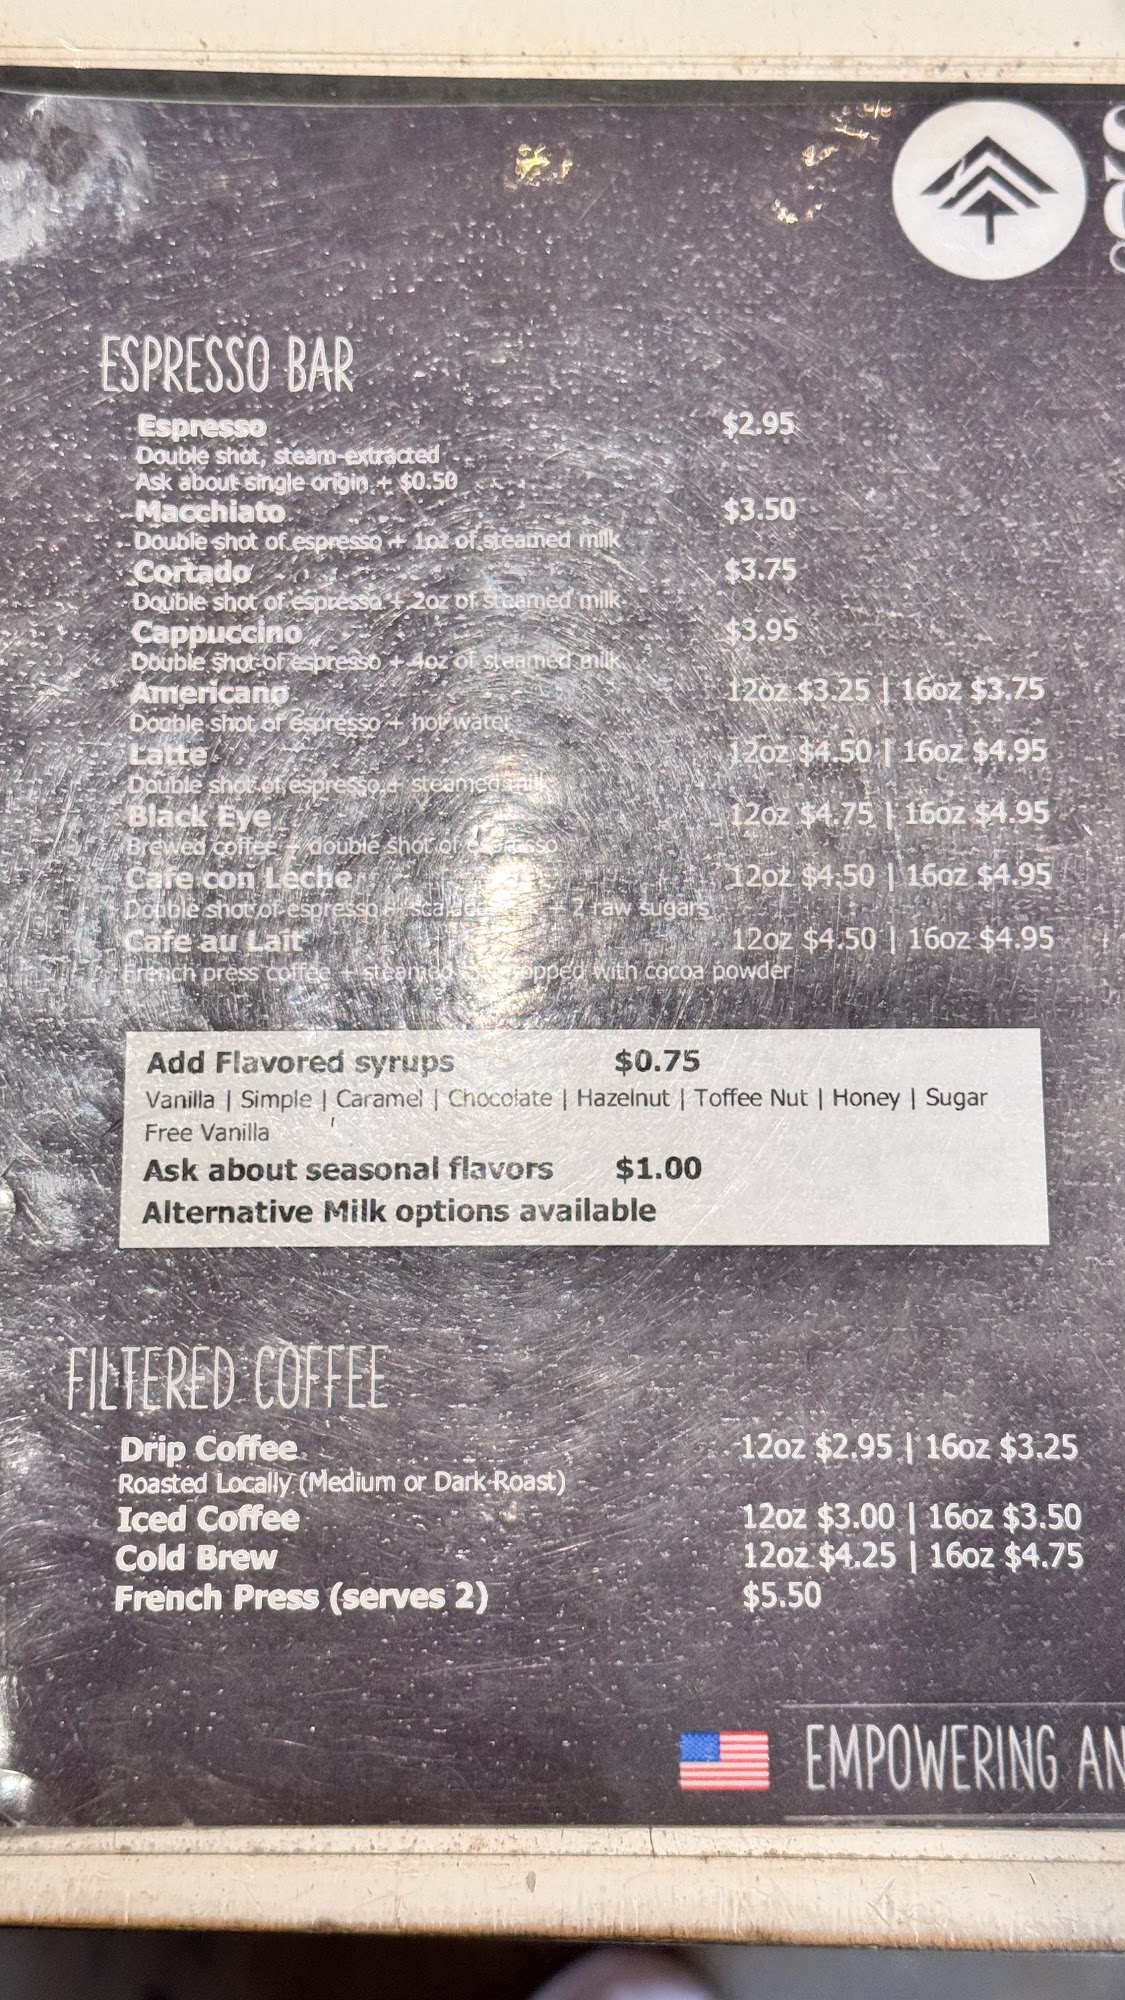 ESPRESSO BAR
Espresso $2.95
Double shot, steam-extracted
Ask about single origin + $0.50
Macchiato $3.50
Double shot of espresso + 1oz of steamed milk
Cortado $3.75
Double shot of espresso + 2oz of steamed milk
Cappuccino $3.95
Double shot of espresso + 4oz of steamed milk
Americano 12oz $3.25 | 16oz $3.75
Double shot of espresso + hot water
Latte 12oz $4.50 | 16oz $4.95
Double shot of espresso + steamed milk
Black Eye 12oz $4.75 | 16oz $4.95
Brewed coffee + double shot of espresso
Cafe con Leche 12oz $4.50 | 16oz $4.95
Double shot of espresso + 2 raw sugars
Cafe au Lait 12oz $4.50 | 16oz $4.95
French press coffee + steamed topped with cocoa powder
Add Flavored syrups $0.75
Vanilla | Simple | Caramel | Chocolate | Hazelnut | Toffee Nut | Honey | Sugar
Free Vanilla
Ask about seasonal flavors $1.00
Alternative Milk options available
FILTERED COFFEE
Drip Coffee 12oz $2.95 | 16oz $3.25
Roasted Locally (Medium or Dark Roast)
Iced Coffee 12oz $3.00 | 16oz $3.50
Cold Brew 12oz $4.25 | 16oz $4.75
French Press (serves 2) $5.50
EMPOWERING AN